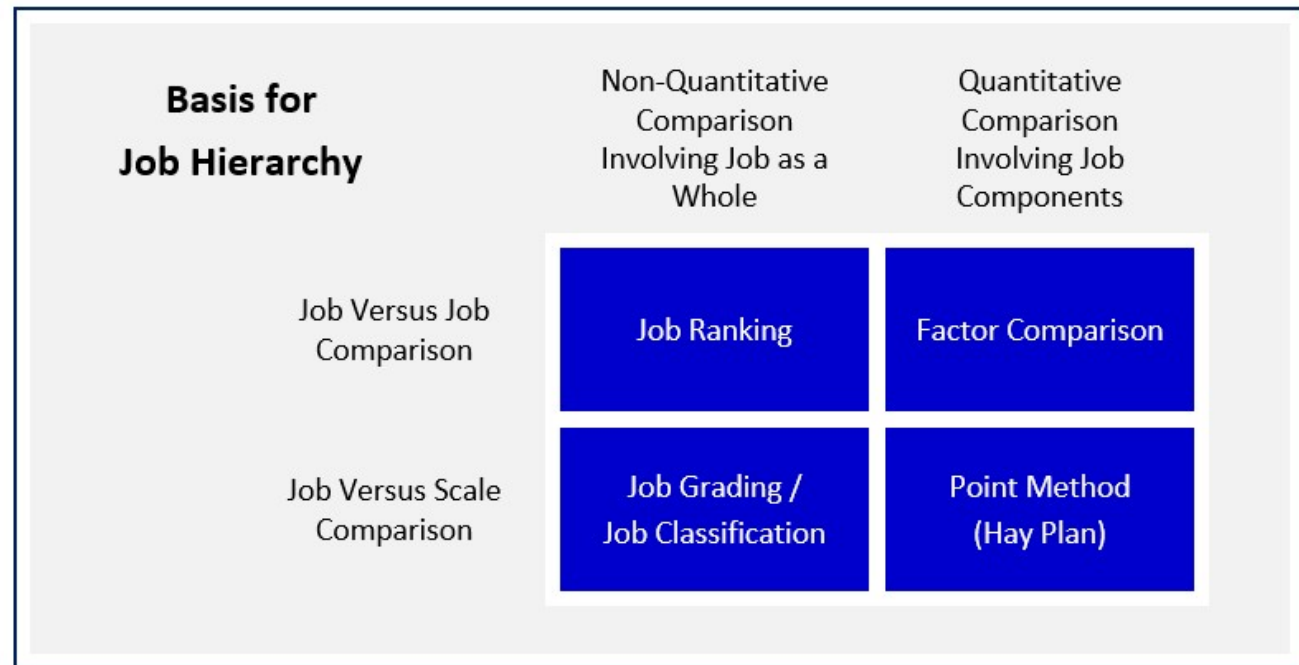 Basis for
Job Hierarchy
Non-Quantitative
Comparison
Involving Job as a
Whole
Quantitative
Comparison
Involving Job
Components
Job Versus Job
Comparison
Job Ranking
Factor Comparison
Job Versus Scale
Comparison
Job Grading /
Job Classification
Point Method
(Hay Plan)